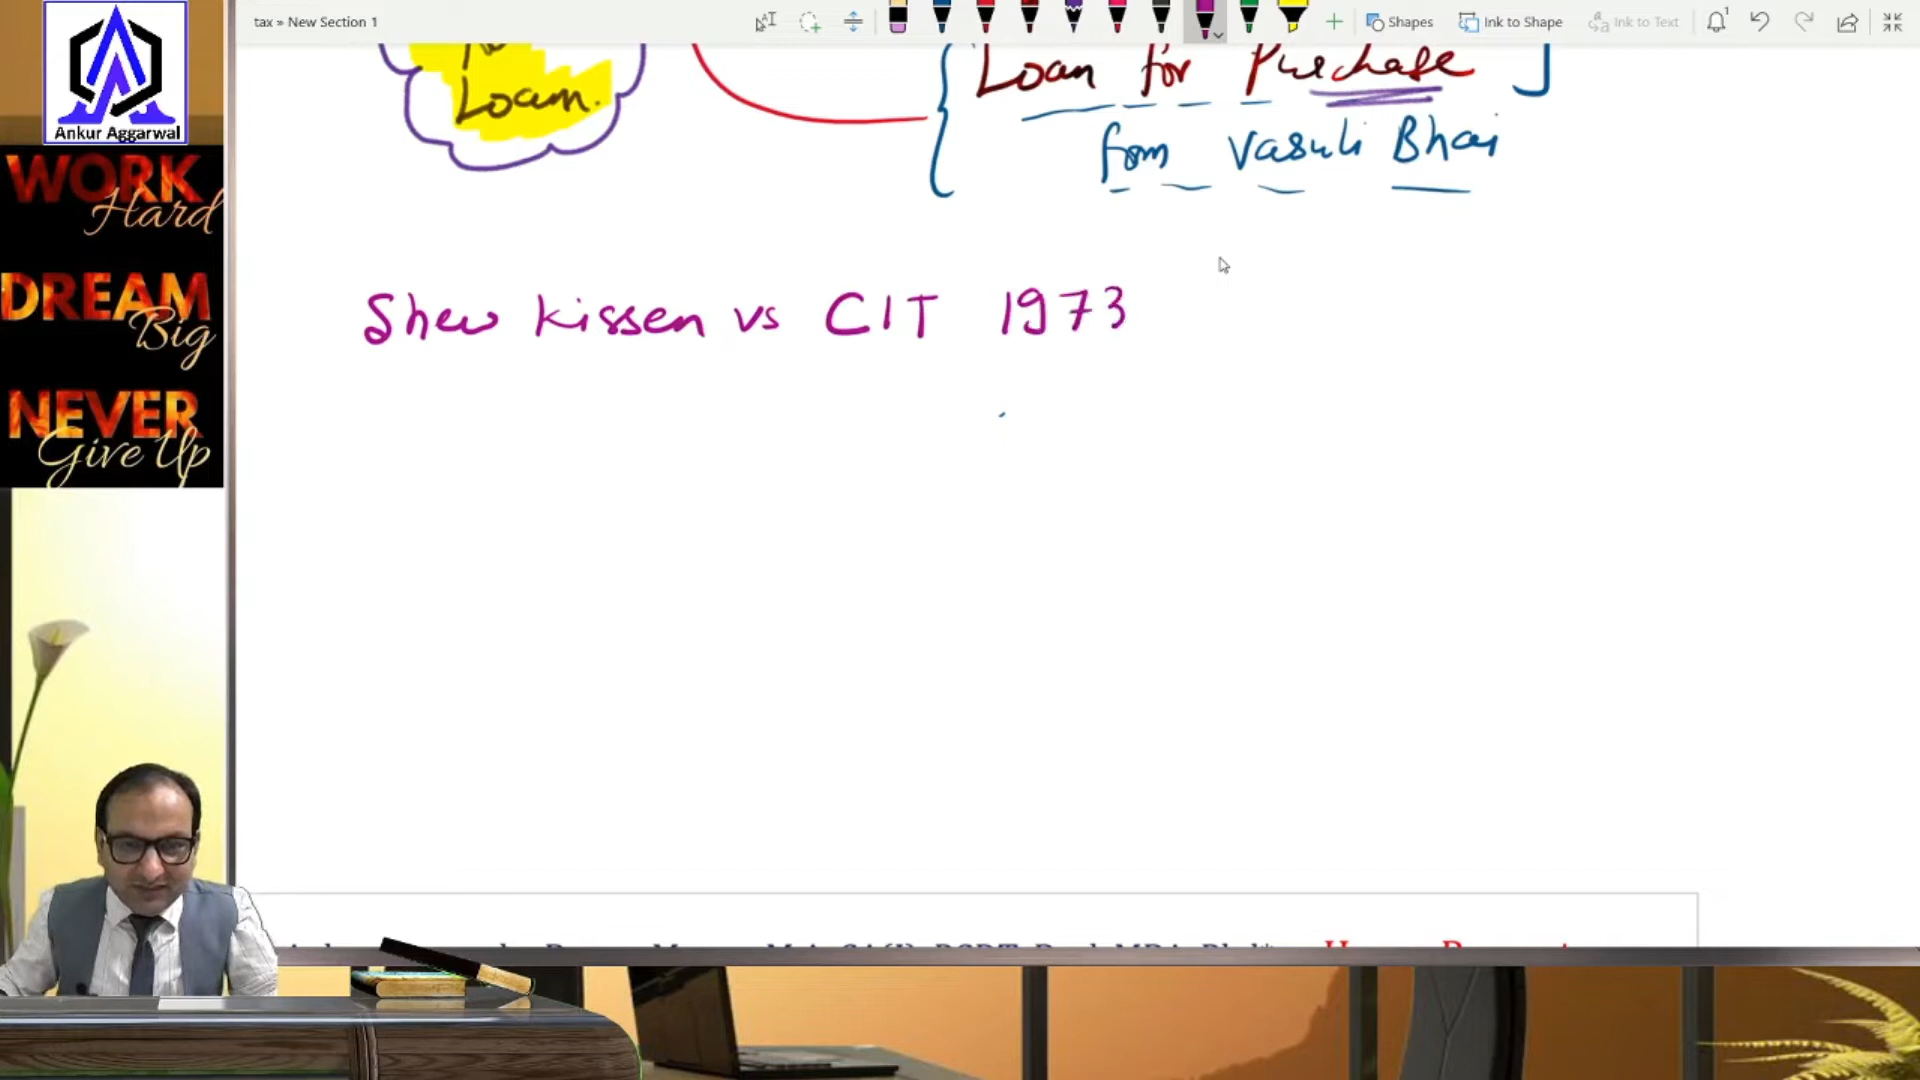 tax » New Section 1
Shapes
Ink to Shape
Ink to Text
1
Ankur Aggarwal
WORK
Hard
DREAM
Big
NEVER
Give Up
Loan.
Loan for Purchase
from Vasuli Bhai
Shew Kissen vs CIT 1973